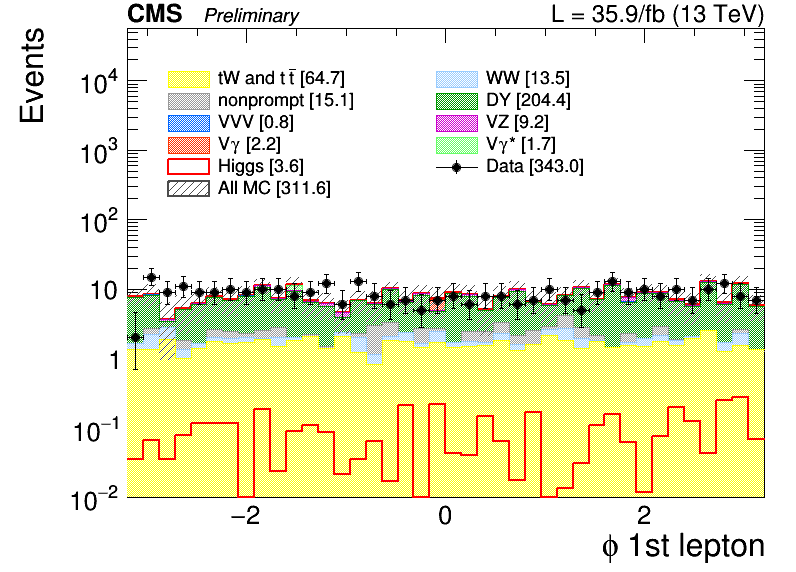 CMS Preliminary L = 35.9/fb (13 TeV)
Events
10⁴
10³
10²
10
1
10⁻¹
10⁻²
tW and t t̅ [64.7] WW [13.5]
nonprompt [15.1] DY [204.4]
VVV [0.8] VZ [9.2]
Vγ [2.2] Vγ* [1.7]
Higgs [3.6] Data [343.0]
All MC [311.6]
−2 0 2
ϕ 1st lepton